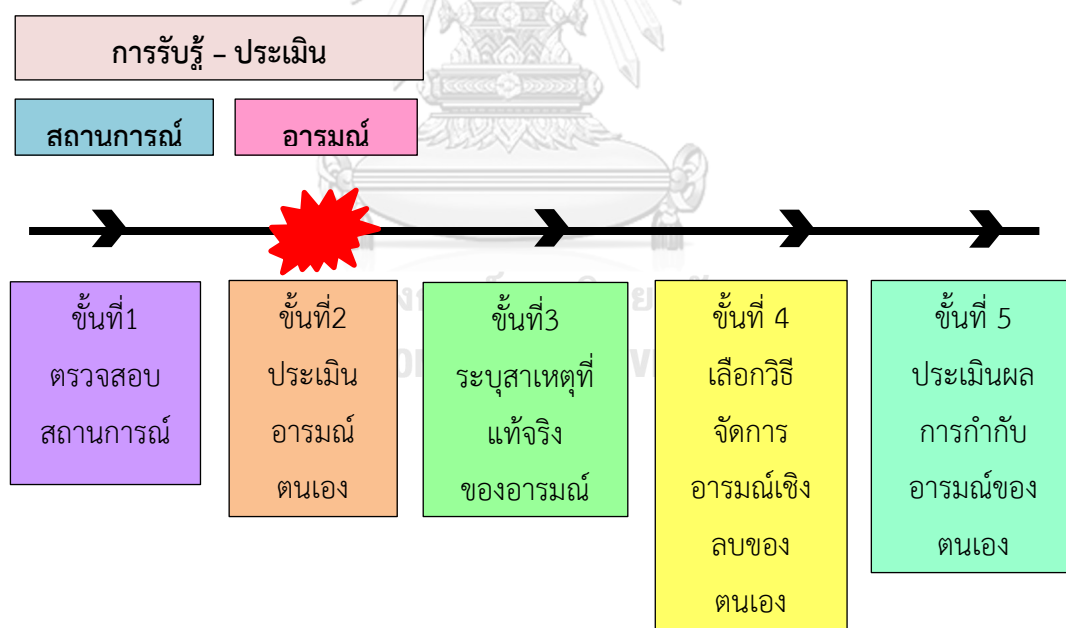 การรับรู้ – ประเมิน
สถานการณ์
อารมณ์
ขั้นที่1
ตรวจสอบ
สถานการณ์
ขั้นที่2
ประเมิน
อารมณ์
ตนเอง
ขั้นที่3
ระบุสาเหตุที่
แท้จริง
ของอารมณ์
ขั้นที่ 4
เลือกวิธี
จัดการ
อารมณ์เชิง
ลบของ
ตนเอง
ขั้นที่ 5
ประเมินผล
การกำกับ
อารมณ์ของ
ตนเอง